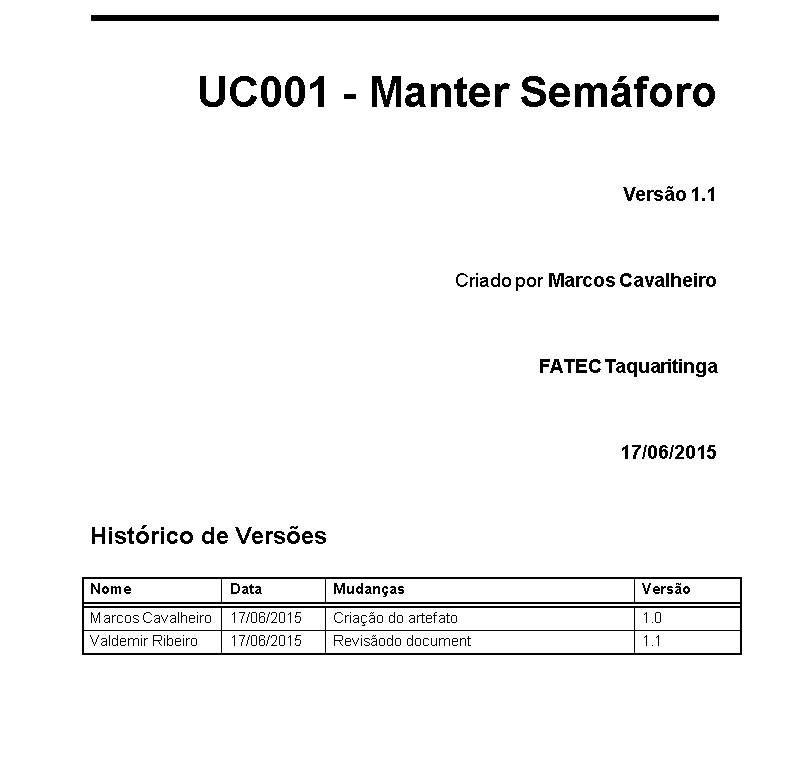 UC001 - Manter Semáforo
Versão 1.1
Criado por Marcos Cavalheiro
FATEC Taquaritinga
17/06/2015
Histórico de Versões
Nome Data Mudanças Versão
Marcos Cavalheiro 17/06/2015 Criação do artefato 1.0
Valdemir Ribeiro 17/06/2015 Revisãodo document 1.1